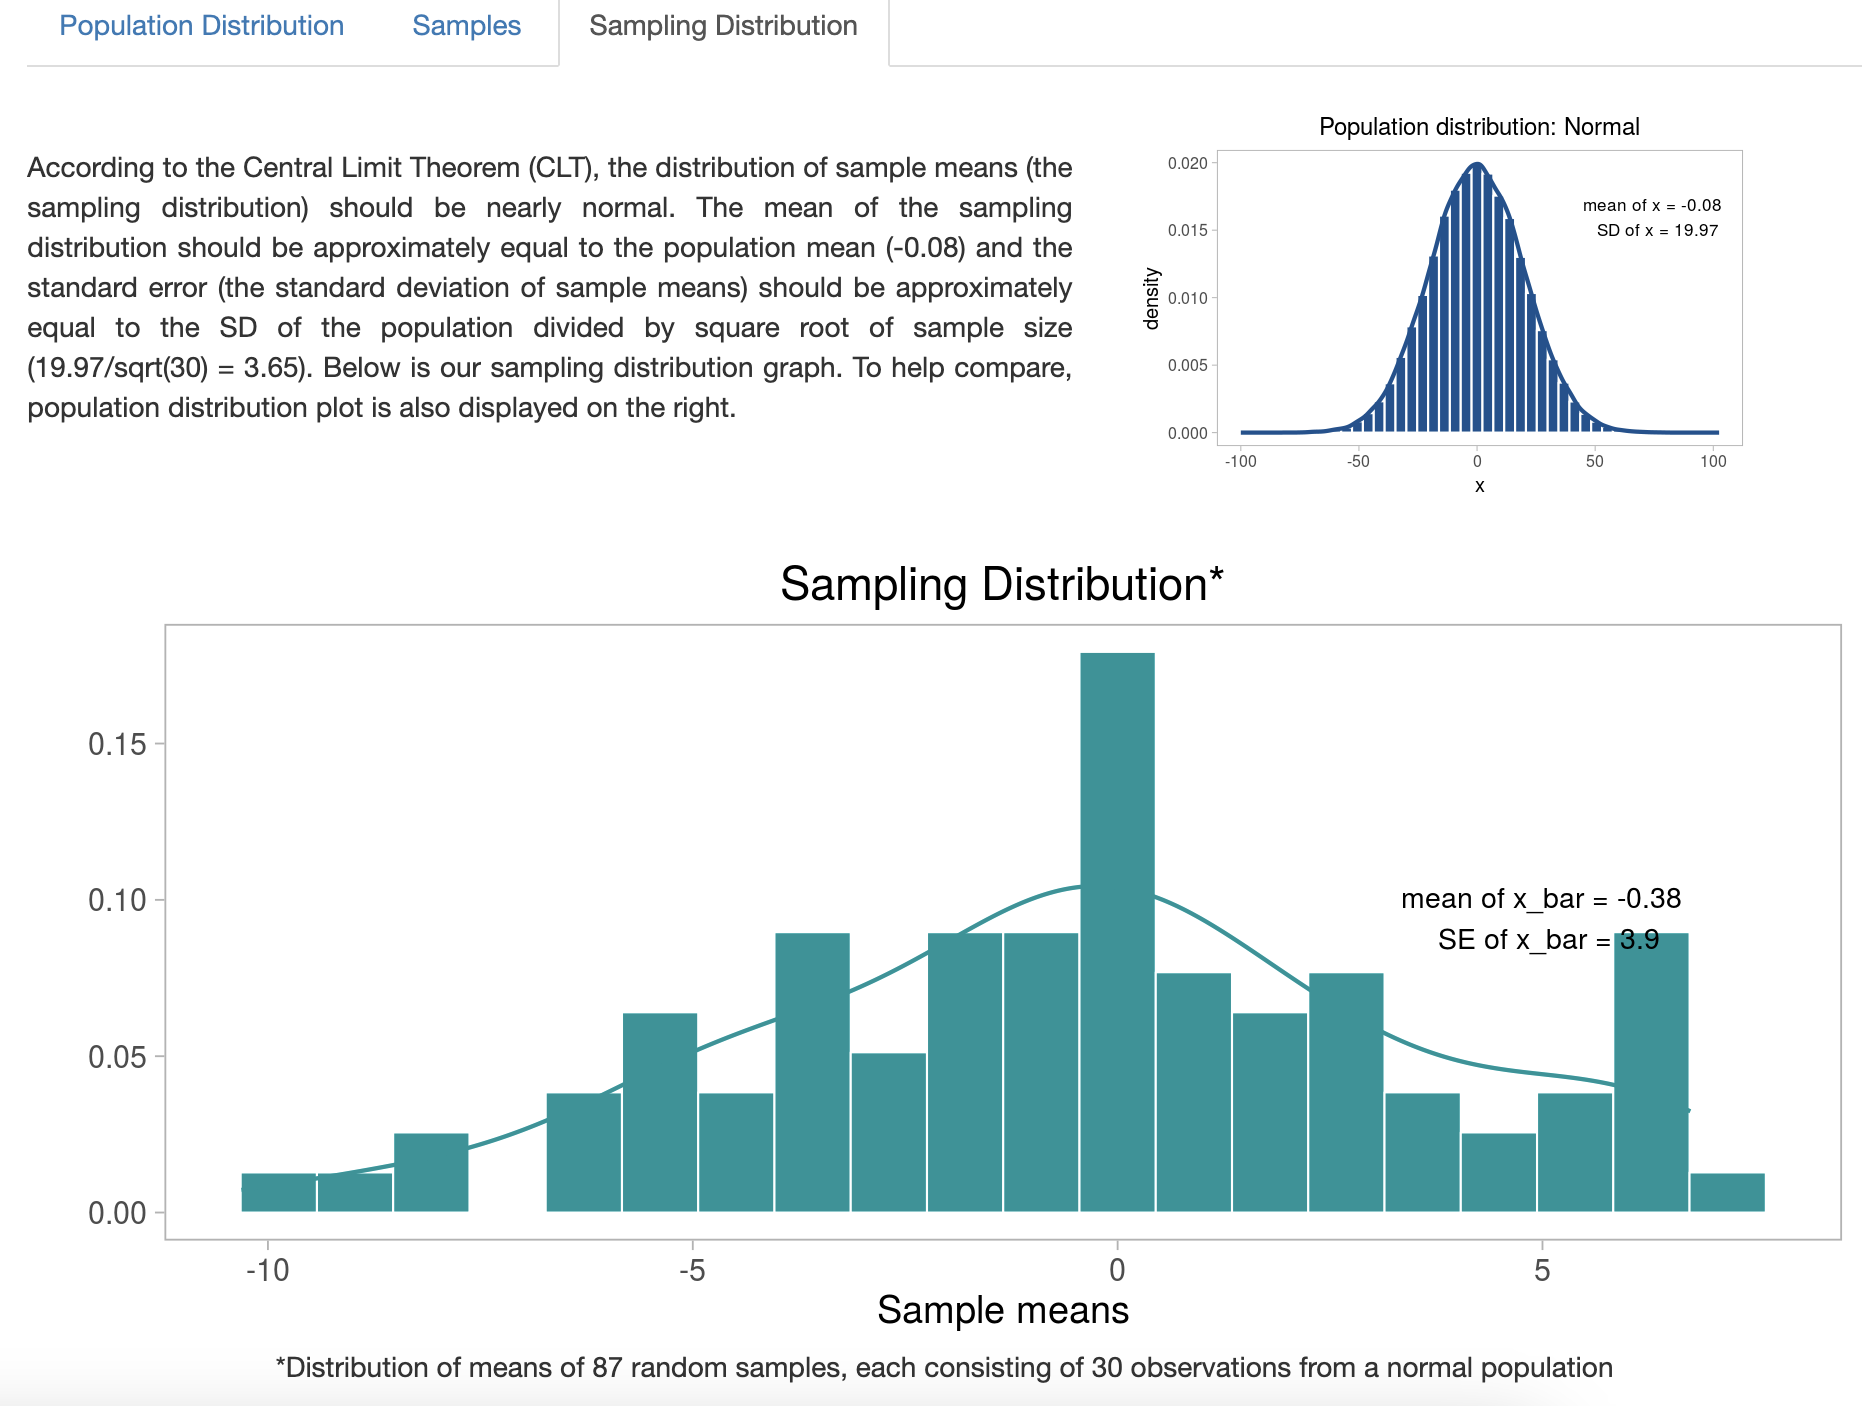 Population Distribution
Samples
Sampling Distribution
According to the Central Limit Theorem (CLT), the distribution of sample means (the
sampling distribution) should be nearly normal. The mean of the sampling
distribution should be approximately equal to the population mean (-0.08) and the
standard error (the standard deviation of sample means) should be approximately
equal to the SD of the population divided by square root of sample size
(19.97/sqrt(30) = 3.65). Below is our sampling distribution graph. To help compare,
population distribution plot is also displayed on the right.
Population distribution: Normal
mean of x = -0.08
SD of x = 19.97
density
0.020
0.015
0.010
0.005
0.000
-100 -50 0 50 100
x
Sampling Distribution*
0.15
0.10
0.05
0.00
mean of x_bar = -0.38
SE of x_bar = 3.9
-10 -5 0 5
Sample means
*Distribution of means of 87 random samples, each consisting of 30 observations from a normal population